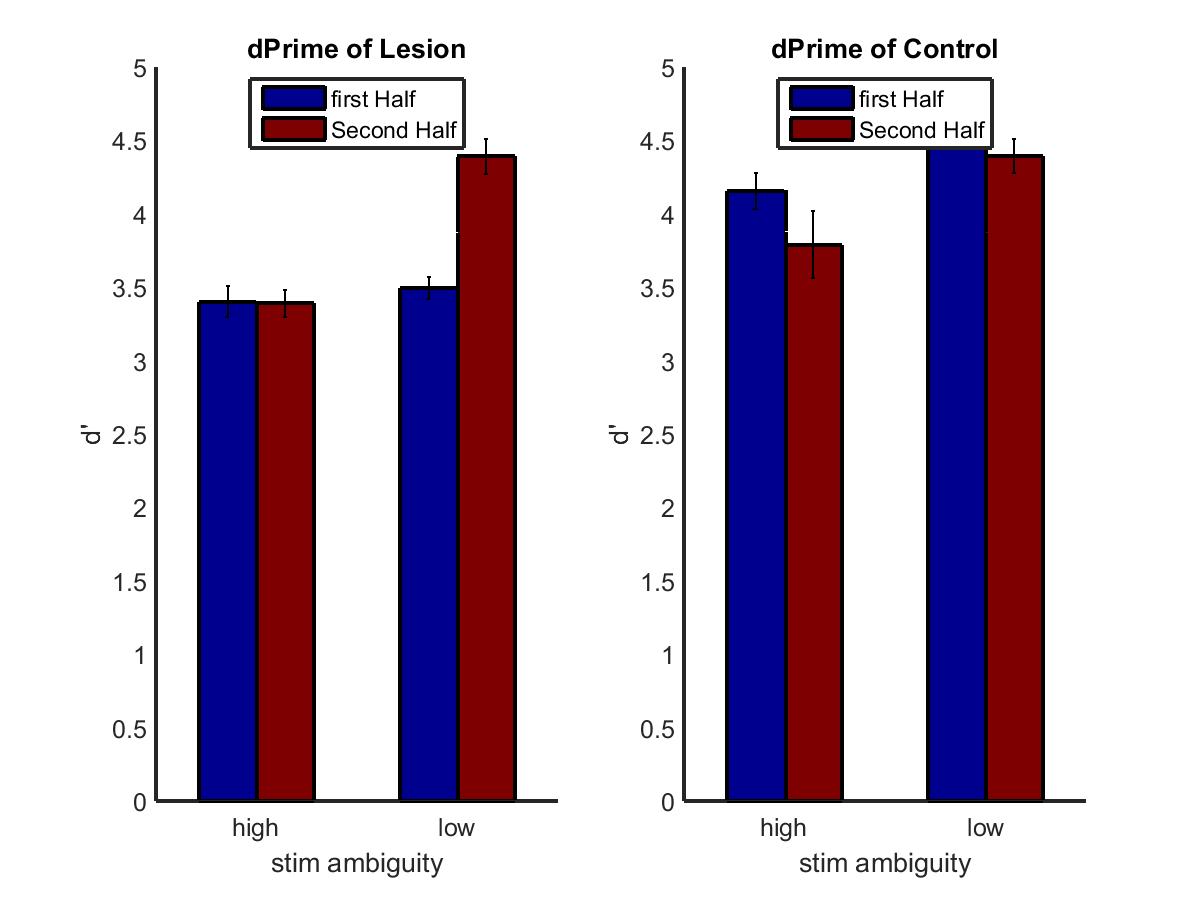 dPrime of Lesion
first Half
Second Half
5
4.5
4
3.5
3
2.5
2
1.5
1
0.5
0
d'
high low
stim ambiguity
dPrime of Control
first Half
Second Half
5
4.5
4
3.5
3
2.5
2
1.5
1
0.5
0
d'
high low
stim ambiguity